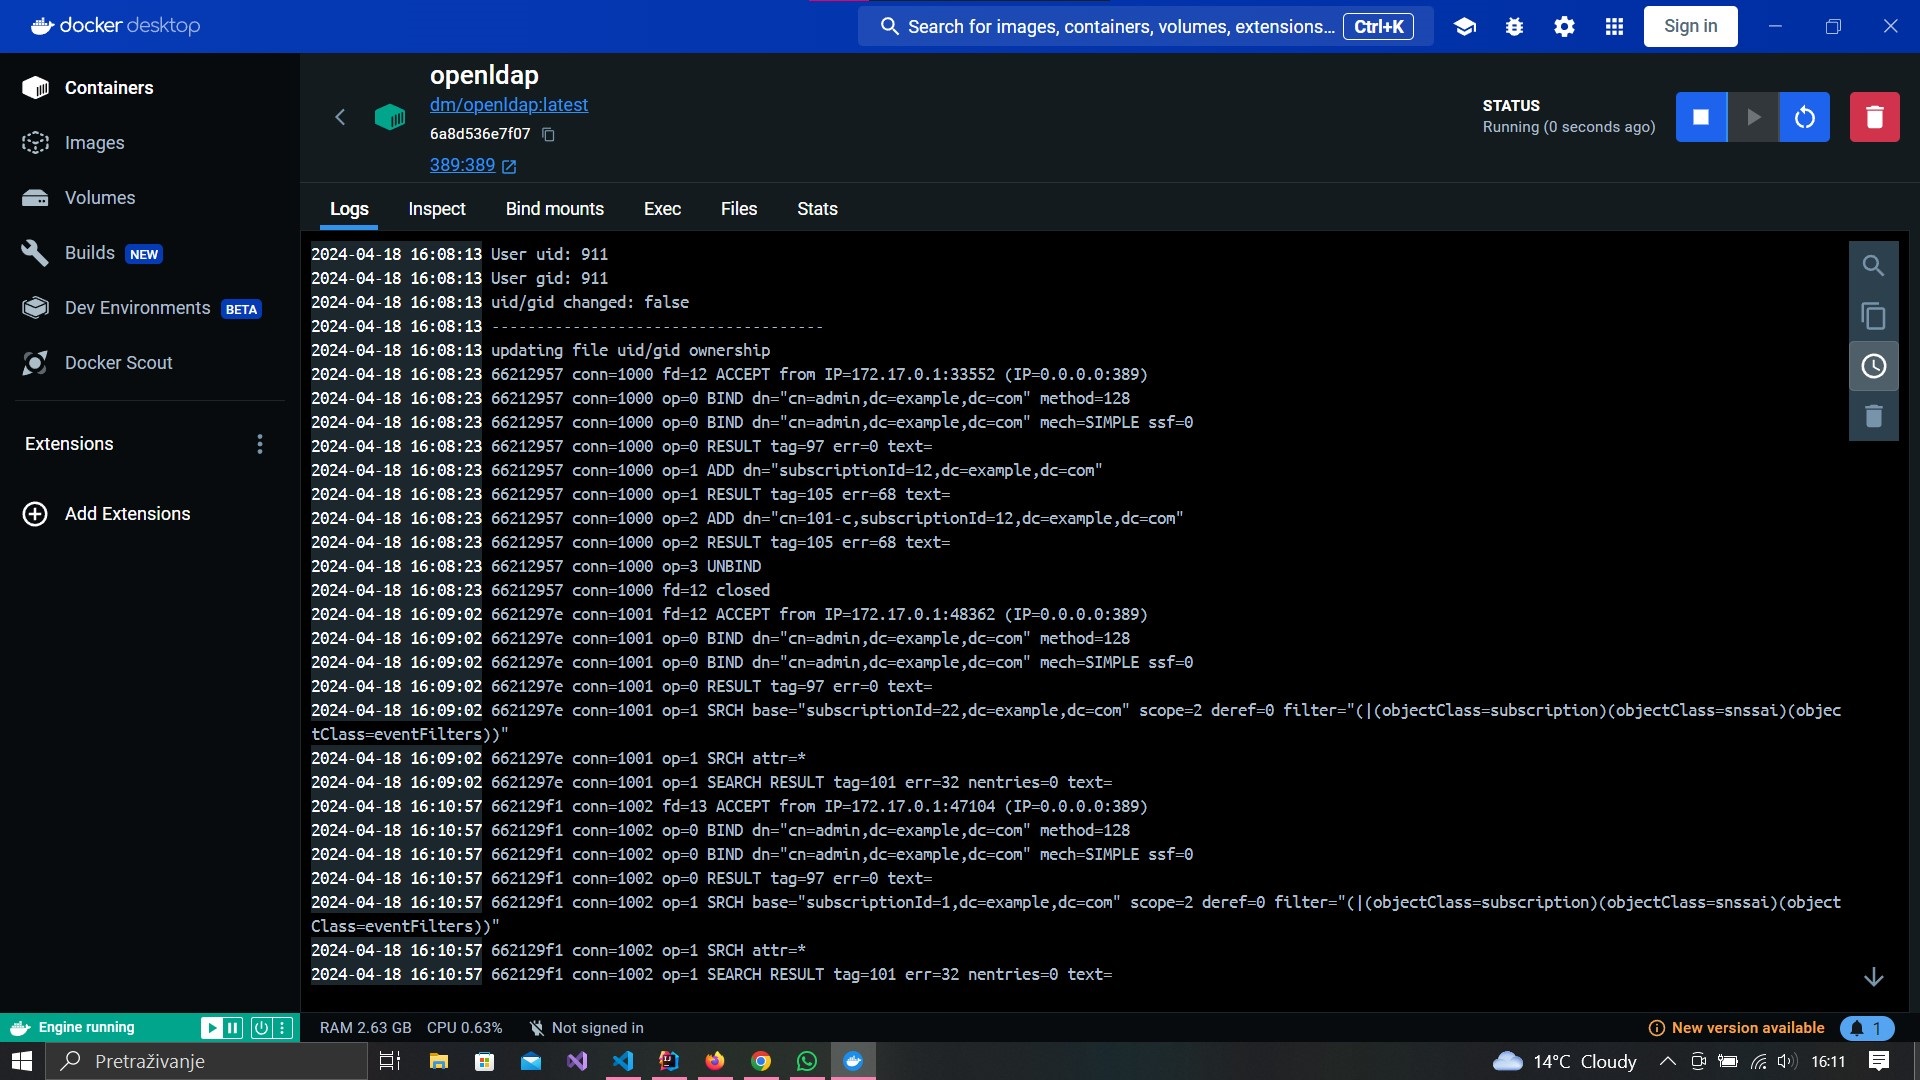 docker desktop
Search for images, containers, volumes, extensions... Ctrl+K
Sign in
Containers
Images
Volumes
Builds NEW
Dev Environments BETA
Docker Scout
Extensions
Add Extensions
openldap
dm/openldap:latest
6a8d536e7f07
389:389
STATUS
Running (0 seconds ago)
Logs Inspect Bind mounts Exec Files Stats
2024-04-18 16:08:13 User uid: 911
2024-04-18 16:08:13 User gid: 911
2024-04-18 16:08:13 uid/gid changed: false
2024-04-18 16:08:13 -------------------------------------
2024-04-18 16:08:13 updating file uid/gid ownership
2024-04-18 16:08:23 66212957 conn=1000 fd=12 ACCEPT from IP=172.17.0.1:33552 (IP=0.0.0.0:389)
2024-04-18 16:08:23 66212957 conn=1000 op=0 BIND dn="cn=admin,dc=example,dc=com" method=128
2024-04-18 16:08:23 66212957 conn=1000 op=0 BIND dn="cn=admin,dc=example,dc=com" mech=SIMPLE ssf=0
2024-04-18 16:08:23 66212957 conn=1000 op=0 RESULT tag=97 err=0 text=
2024-04-18 16:08:23 66212957 conn=1000 op=1 ADD dn="subscriptionId=12,dc=example,dc=com"
2024-04-18 16:08:23 66212957 conn=1000 op=1 RESULT tag=105 err=68 text=
2024-04-18 16:08:23 66212957 conn=1000 op=2 ADD dn="cn=101-c,subscriptionId=12,dc=example,dc=com"
2024-04-18 16:08:23 66212957 conn=1000 op=2 RESULT tag=105 err=68 text=
2024-04-18 16:08:23 66212957 conn=1000 op=3 UNBIND
2024-04-18 16:08:23 66212957 conn=1000 fd=12 closed
2024-04-18 16:09:02 6621297e conn=1001 fd=12 ACCEPT from IP=172.17.0.1:48362 (IP=0.0.0.0:389)
2024-04-18 16:09:02 6621297e conn=1001 op=0 BIND dn="cn=admin,dc=example,dc=com" method=128
2024-04-18 16:09:02 6621297e conn=1001 op=0 BIND dn="cn=admin,dc=example,dc=com" mech=SIMPLE ssf=0
2024-04-18 16:09:02 6621297e conn=1001 op=0 RESULT tag=97 err=0 text=
2024-04-18 16:09:02 6621297e conn=1001 op=1 SRCH base="subscriptionId=22,dc=example,dc=com" scope=2 deref=0 filter="(|(objectClass=subscription)(objectClass=snssai)(objec
tClass=eventFilters))"
2024-04-18 16:09:02 6621297e conn=1001 op=1 SRCH attr=*
2024-04-18 16:09:02 6621297e conn=1001 op=1 SEARCH RESULT tag=101 err=32 nentries=0 text=
2024-04-18 16:10:57 662129f1 conn=1002 fd=13 ACCEPT from IP=172.17.0.1:47104 (IP=0.0.0.0:389)
2024-04-18 16:10:57 662129f1 conn=1002 op=0 BIND dn="cn=admin,dc=example,dc=com" method=128
2024-04-18 16:10:57 662129f1 conn=1002 op=0 BIND dn="cn=admin,dc=example,dc=com" mech=SIMPLE ssf=0
2024-04-18 16:10:57 662129f1 conn=1002 op=0 RESULT tag=97 err=0 text=
2024-04-18 16:10:57 662129f1 conn=1002 op=1 SRCH base="subscriptionId=1,dc=example,dc=com" scope=2 deref=0 filter="(|(objectClass=subscription)(objectClass=snssai)(object
Class=eventFilters))"
2024-04-18 16:10:57 662129f1 conn=1002 op=1 SRCH attr=*
2024-04-18 16:10:57 662129f1 conn=1002 op=1 SEARCH RESULT tag=101 err=32 nentries=0 text=
Engine running
RAM 2.63 GB CPU 0.63% Not signed in
New version available 1
Pretraživanje
14°C Cloudy 16:11